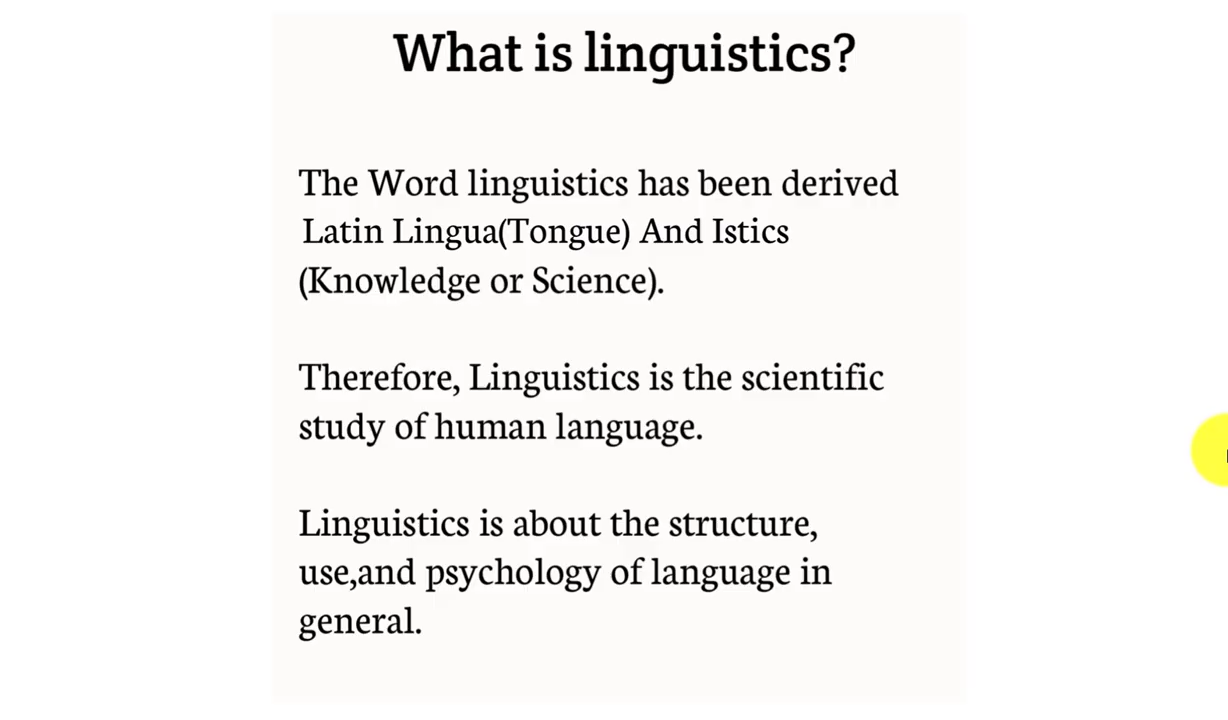 What is linguistics?
The Word linguistics has been derived
Latin Lingua(Tongue) And Istics
(Knowledge or Science).
Therefore, Linguistics is the scientific
study of human language.
Linguistics is about the structure,
use,and psychology of language in
general.